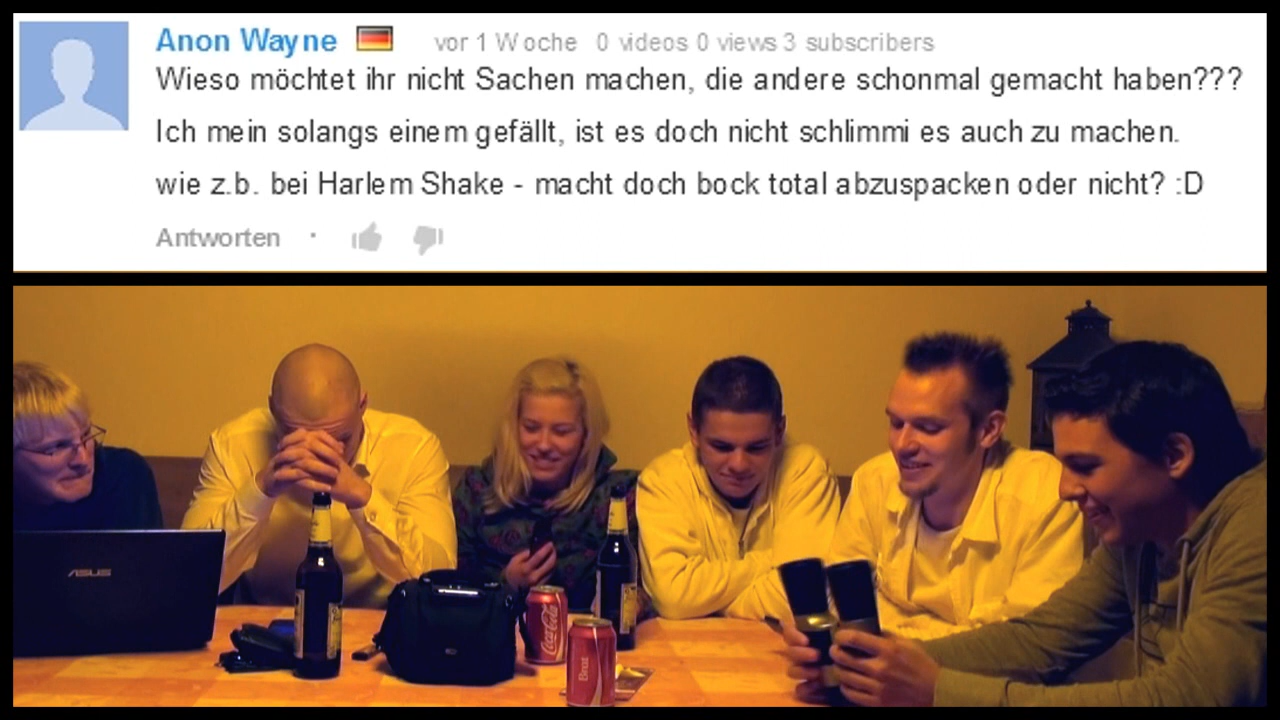 Anon Wayne vor 1 Woche 0 videos 0 views 3 subscribers
Wieso möchtet ihr nicht Sachen machen, die andere schonmal gemacht haben???
Ich mein solangs einem gefällt, ist es doch nicht schlimmi es auch zu machen.
wie z.b. bei Harlem Shake - macht doch bock total abzuspacken oder nicht? :D
Antworten ·
ASUS
Coca-Cola
Broz